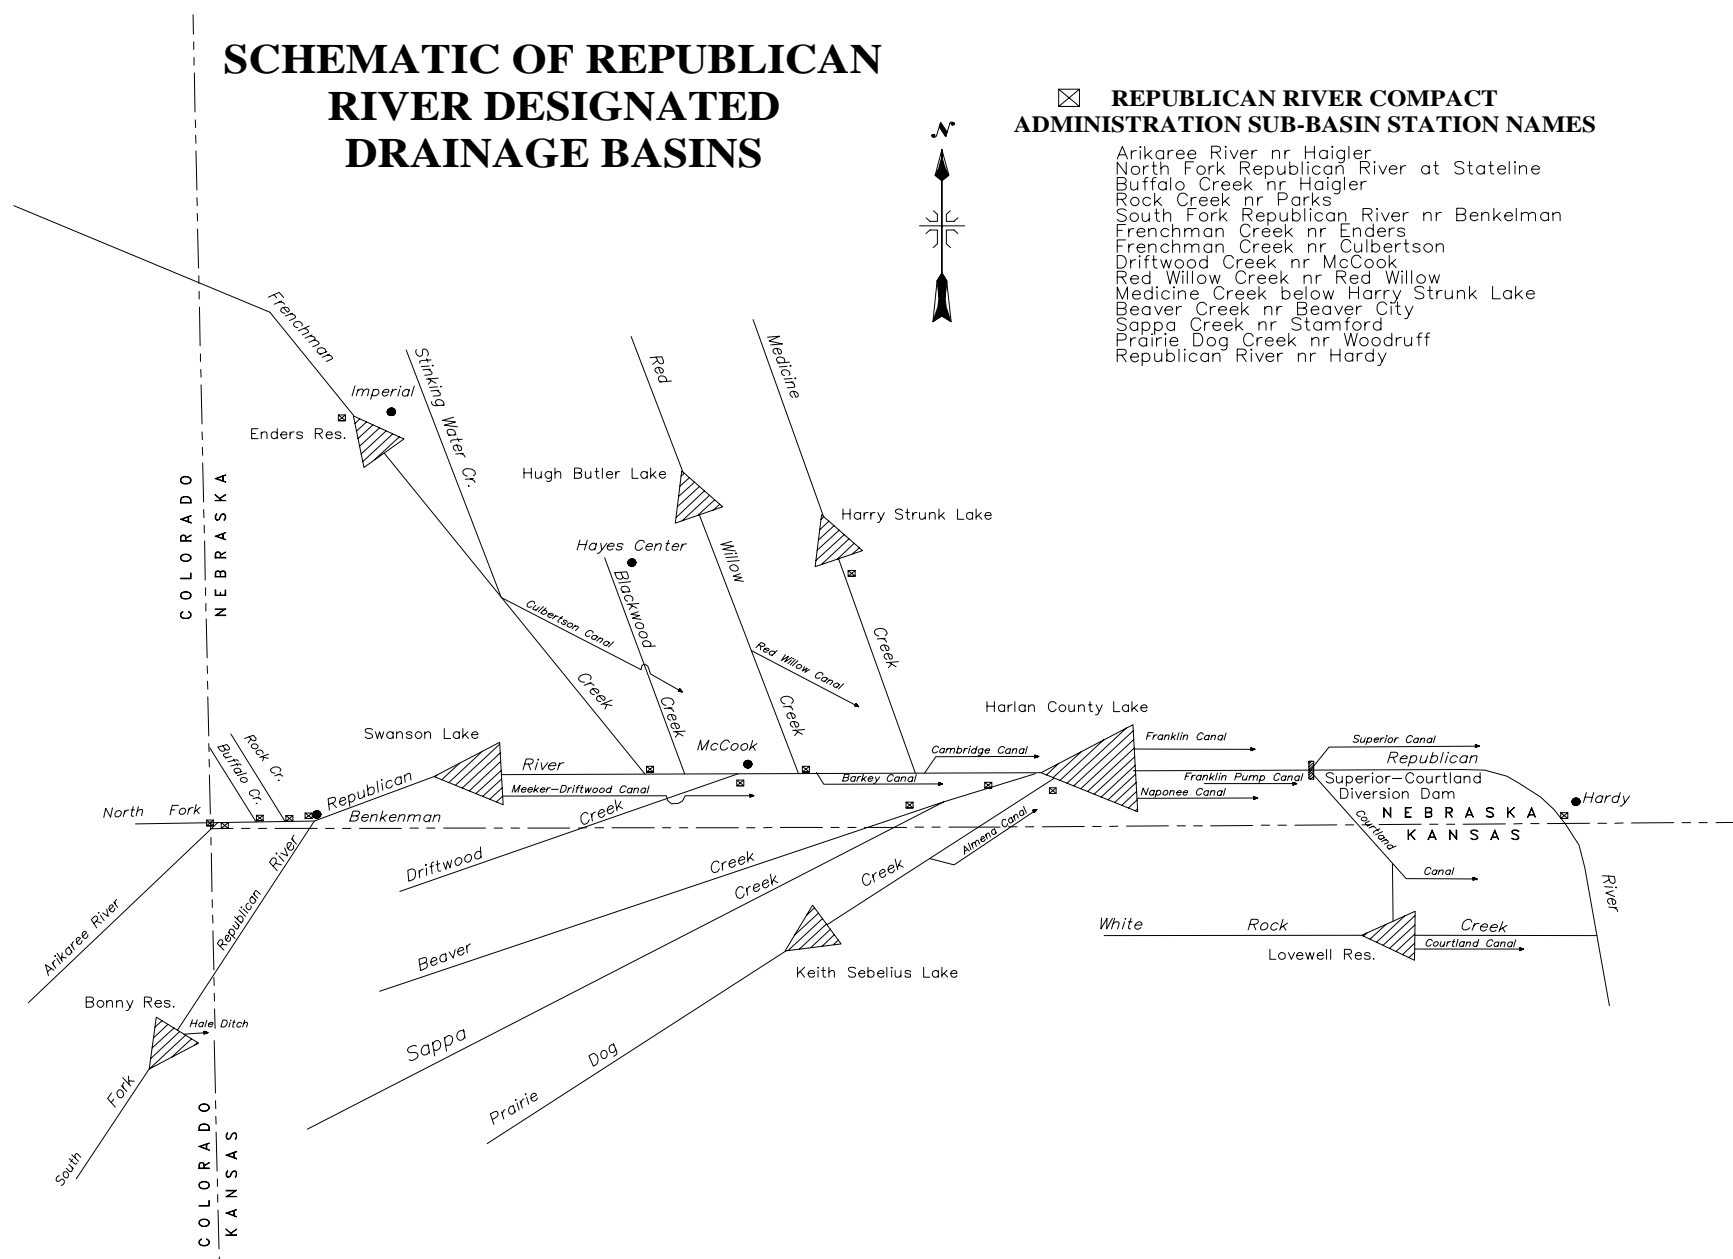 SCHEMATIC OF REPUBLICAN
RIVER DESIGNATED
DRAINAGE BASINS
REPUBLICAN RIVER COMPACT
ADMINISTRATION SUB-BASIN STATION NAMES
N
Arikaree River nr Haigler
North Fork Republican River at Stateline
Buffalo Creek nr Haigler
Rock Creek nr Parks
South Fork Republican River nr Benkelman
Frenchman Creek nr Enders
Frenchman Creek nr Culbertson
Driftwood Creek nr McCook
Red Willow Creek nr Red Willow
Medicine Creek below Harry Strunk Lake
Beaver Creek nr Beaver City
Sappa Creek nr Stamford
Prairie Dog Creek nr Woodruff
Republican River nr Hardy
Frenchman
Imperial
Enders Res.
Stinking Water Cr.
Red
Medicine
Hugh Butler Lake
Harry Strunk Lake
COLORADO
NEBRASKA
Hayes Center
Blackwood
Willow
Culbertson Canal
Red Willow Canal
Creek
Creek
Creek
Creek
Harlan County Lake
Swanson Lake
McCook
Rock Cr.
Buffalo Cr.
Republican
River
Cambridge Canal
Franklin Canal
Superior Canal
Republican
Barkey Canal
Franklin Pump Canal
Superior-Courtland
Diversion Dam
Meeker-Driftwood Canal
Naponee Canal
North Fork
Benkenman
Creek
Hardy
NEBRASKA
KANSAS
Courtland
Canal
Almena Canal
River
Driftwood
Creek
Creek
Creek
River
Republican
Arikaree River
White Rock Creek
Courtland Canal
Lovewell Res.
Beaver
Keith Sebelius Lake
Bonny Res.
Hale Ditch
Sappa
Dog
Prairie
Fork
South
COLORADO
KANSAS